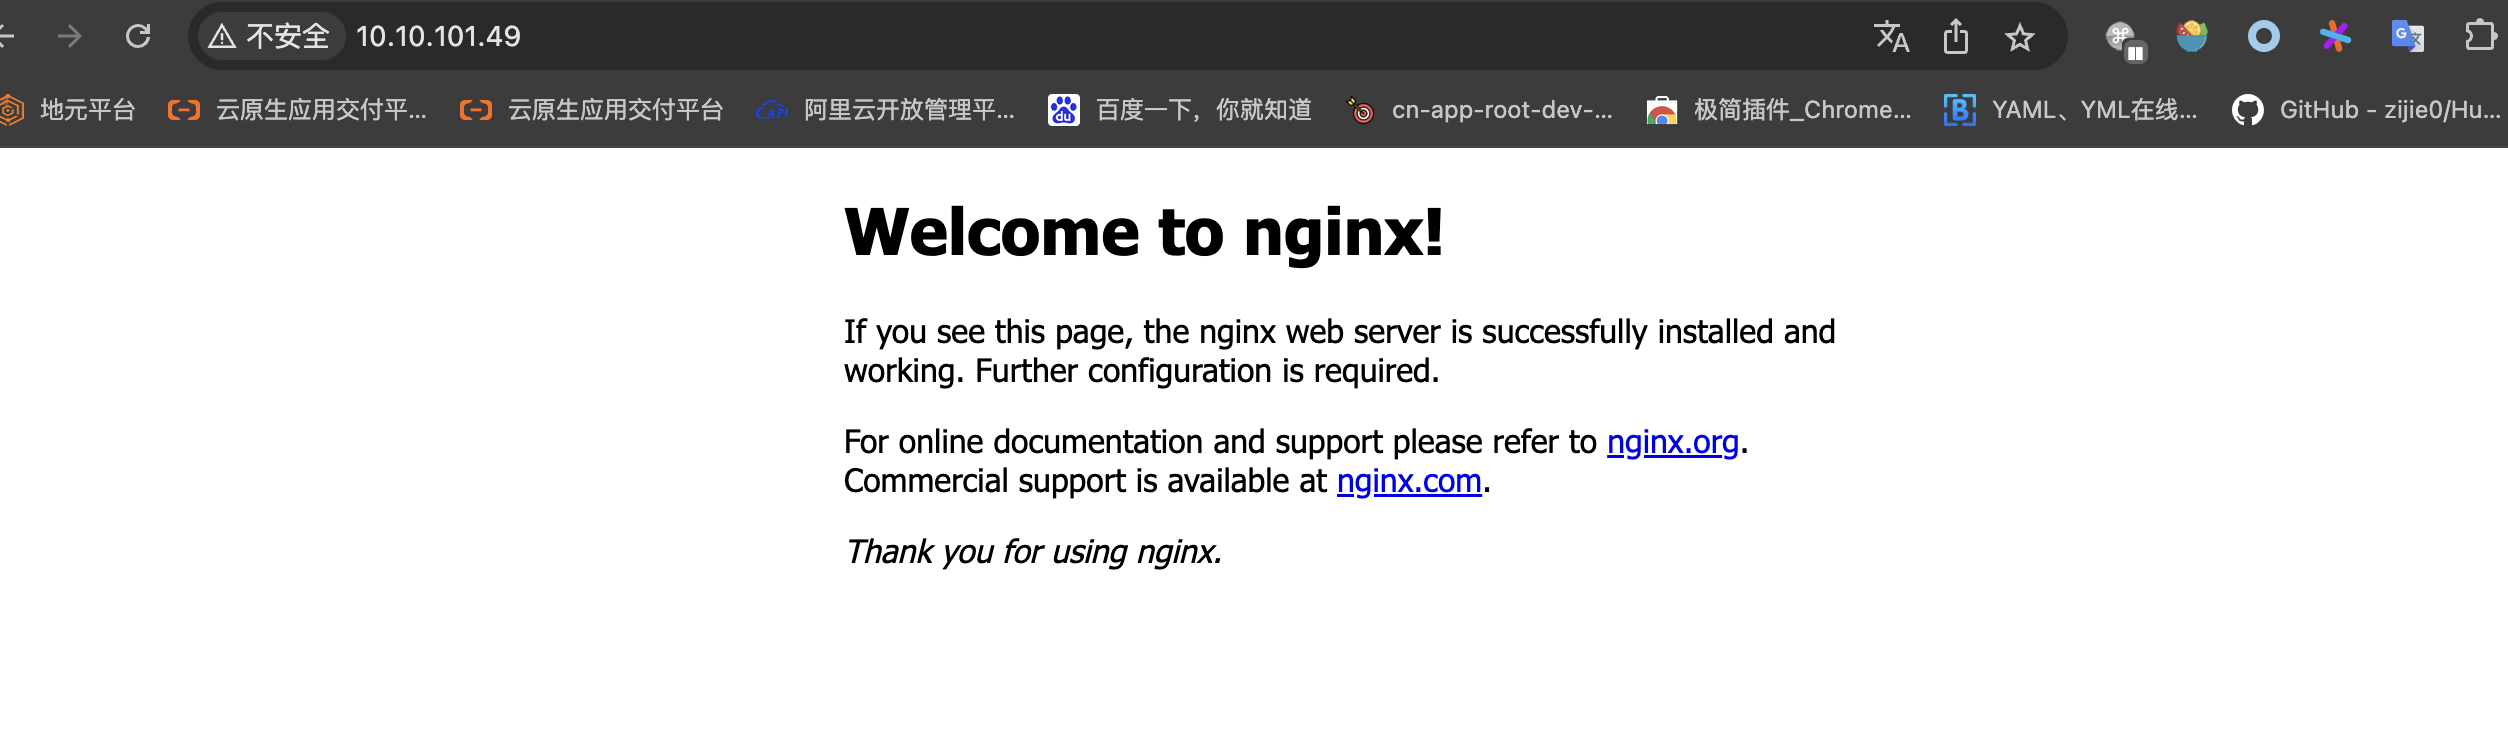 不安全 10.10.101.49
地元平台 云原生应用交付平... 云原生应用交付平台 阿里云开放管理平... 百度一下，你就知道 cn-app-root-dev-... 极简插件_Chrome... YAML、YML在线... GitHub - zijie0/Hu...
Welcome to nginx!
If you see this page, the nginx web server is successfully installed and
working. Further configuration is required.
For online documentation and support please refer to nginx.org.
Commercial support is available at nginx.com.
Thank you for using nginx.